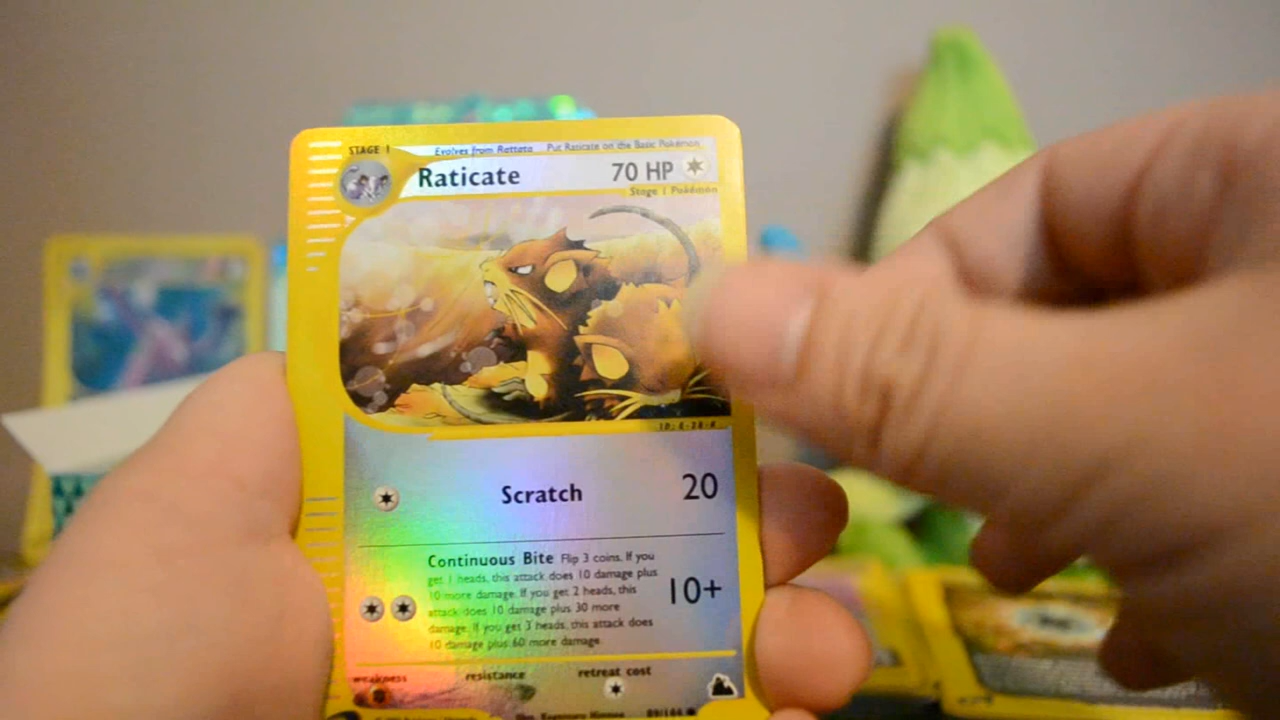 STAGE 1 Evolves from Rattata Put Raticate on the Basic Pokémon
Raticate 70 HP
Stage 1 Pokémon
Scratch 20
Continuous Bite Flip 3 coins. If you
get 1 heads, this attack does 10 damage plus
10 more damage. If you get 2 heads, this
attack does 10 damage plus 30 more
damage. If you get 3 heads, this attack does
10 damage plus 60 more damage.
10+
weakness resistance retreat cost